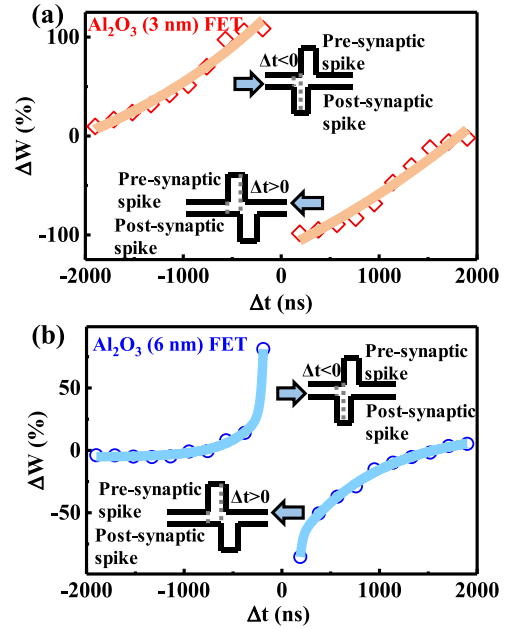 (a)
Al₂O₃ (3 nm) FET
100
0
-100
ΔW (%)
Δt<0
Pre-synaptic
spike
Post-synaptic
spike
Pre-synaptic
spike
Δt>0
Post-synaptic
spike
-2000
-1000
0
1000
2000
Δt (ns)
(b)
Al₂O₃ (6 nm) FET
50
0
-50
ΔW (%)
Δt<0
Pre-synaptic
spike
Post-synaptic
spike
Pre-synaptic
spike
Δt>0
Post-synaptic
spike
-2000
-1000
0
1000
2000
Δt (ns)